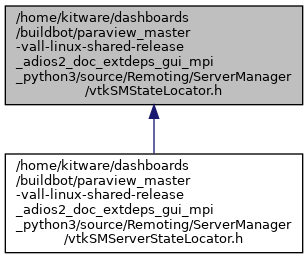 /home/kitware/dashboards
/buildbot/paraview_master
-vall-linux-shared-release
_adios2_doc_extdeps_gui_mpi
_python3/source/Remoting/ServerManager
/vtkSMStateLocator.h
/home/kitware/dashboards
/buildbot/paraview_master
-vall-linux-shared-release
_adios2_doc_extdeps_gui_mpi
_python3/source/Remoting/ServerManager
/vtkSMServerStateLocator.h